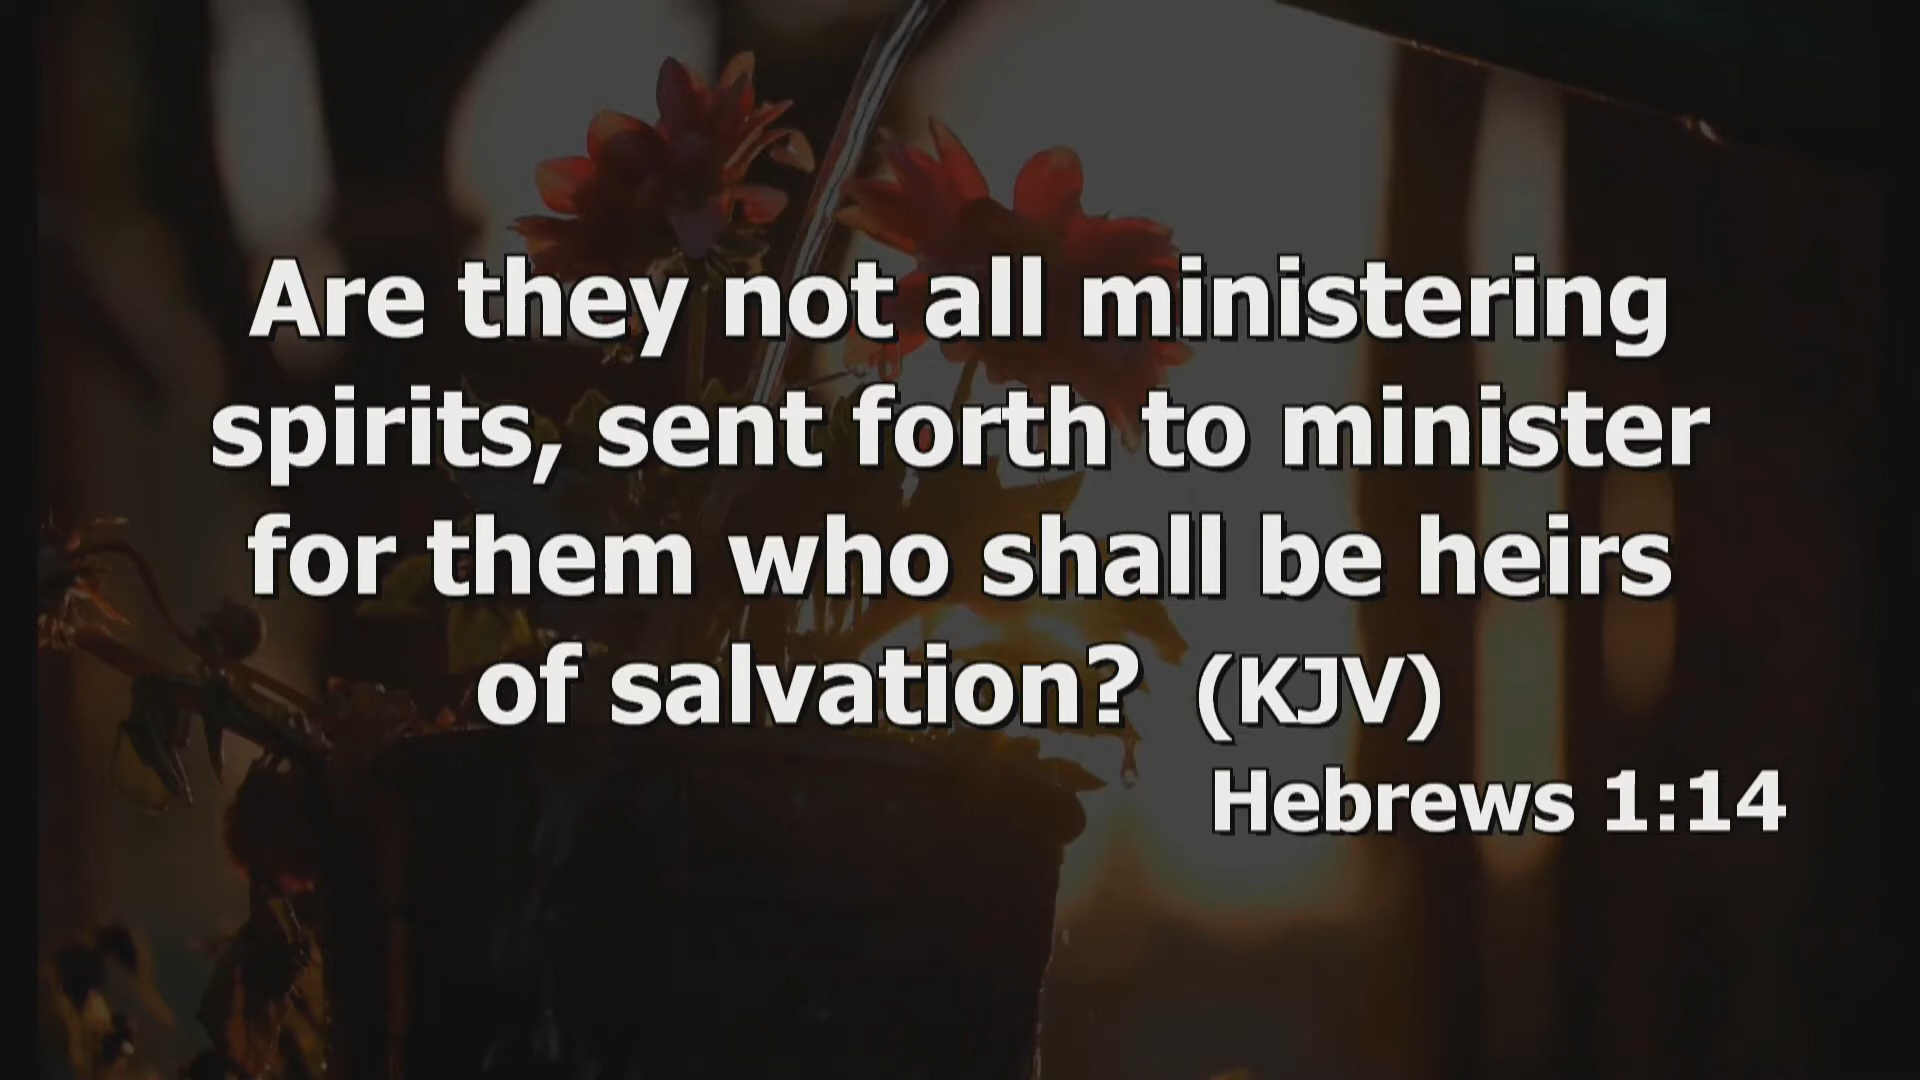 Are they not all ministering
spirits, sent forth to minister
for them who shall be heirs
of salvation? (KJV)
Hebrews 1:14